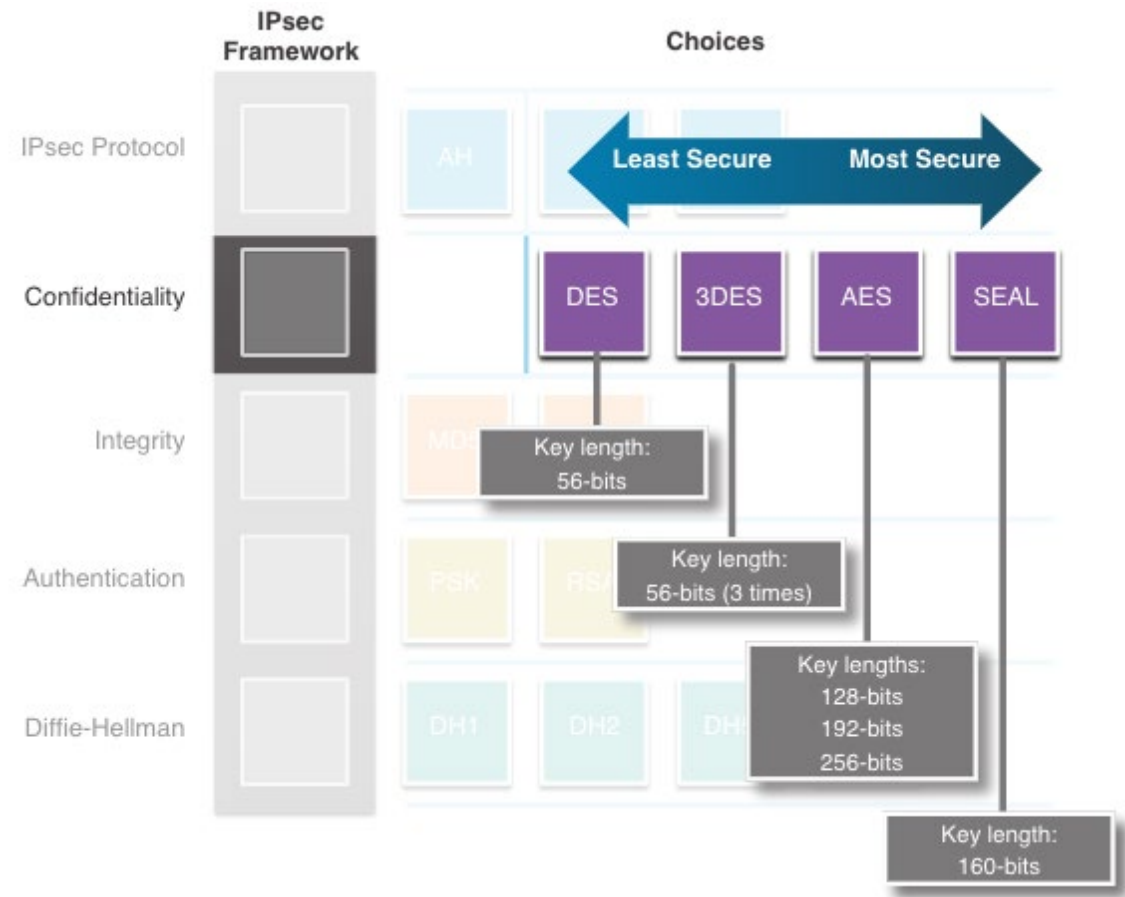 IPsec
Framework
Choices
IPsec Protocol
AH
Least Secure
Most Secure
Confidentiality
DES
3DES
AES
SEAL
Integrity
Key length:
56-bits
Authentication
PSK
Key length:
56-bits (3 times)
Diffie-Hellman
DH1
DH2
Key lengths:
128-bits
192-bits
256-bits
Key length:
160-bits